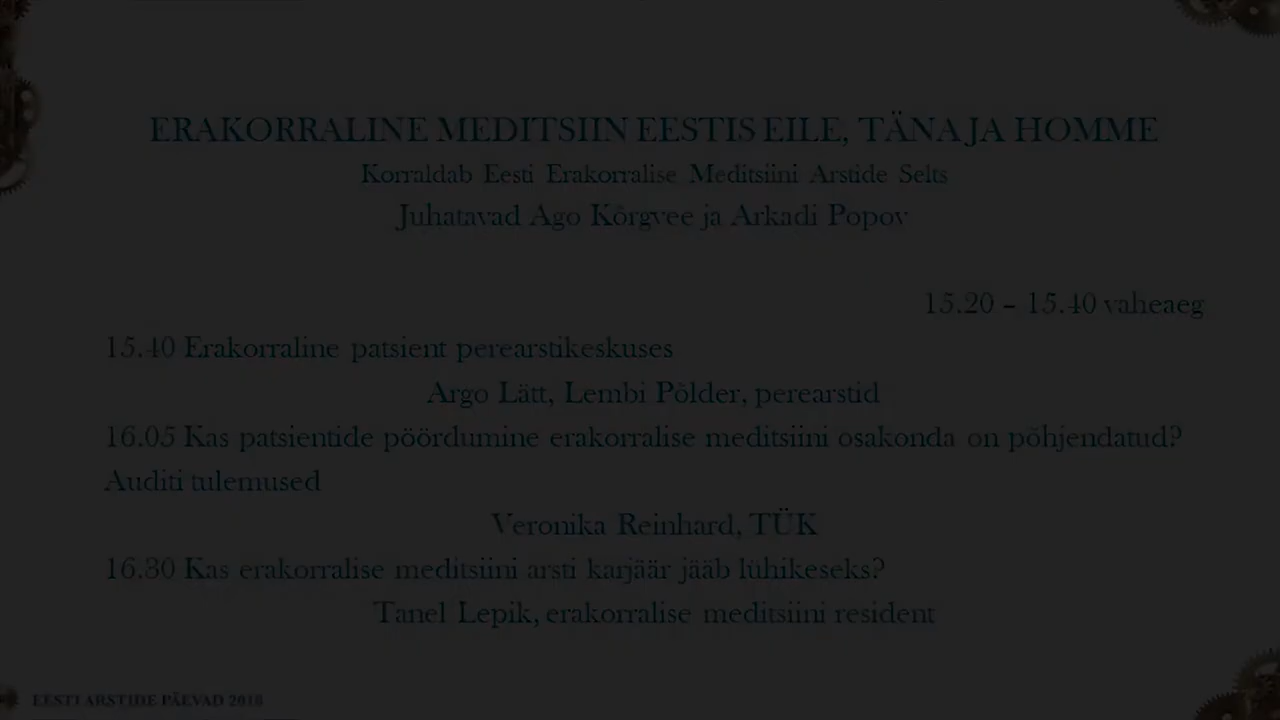 ERAKORRALINE MEDITSIIN EESTIS EILE, TÄNA JA HOMME
Korraldab Eesti Erakorralise Meditsiini Arstide Selts
Juhatavad Ago Kõrgvee ja Arkadi Popov
15.20 – 15.40 vaheaeg
15.40 Erakorraline patsient perearstikeskuses
Argo Lätt, Lembi Põlder, perearstid
16.05 Kas patsientide pöördumine erakorralise meditsiini osakonda on põhjendatud?
Auditi tulemused
Veronika Reinhard, TÜK
16.30 Kas erakorralise meditsiini arsti karjäär jääb lühikeseks?
Tanel Lepik, erakorralise meditsiini resident
EESTI ARSTIDE PÄEVAD 2018